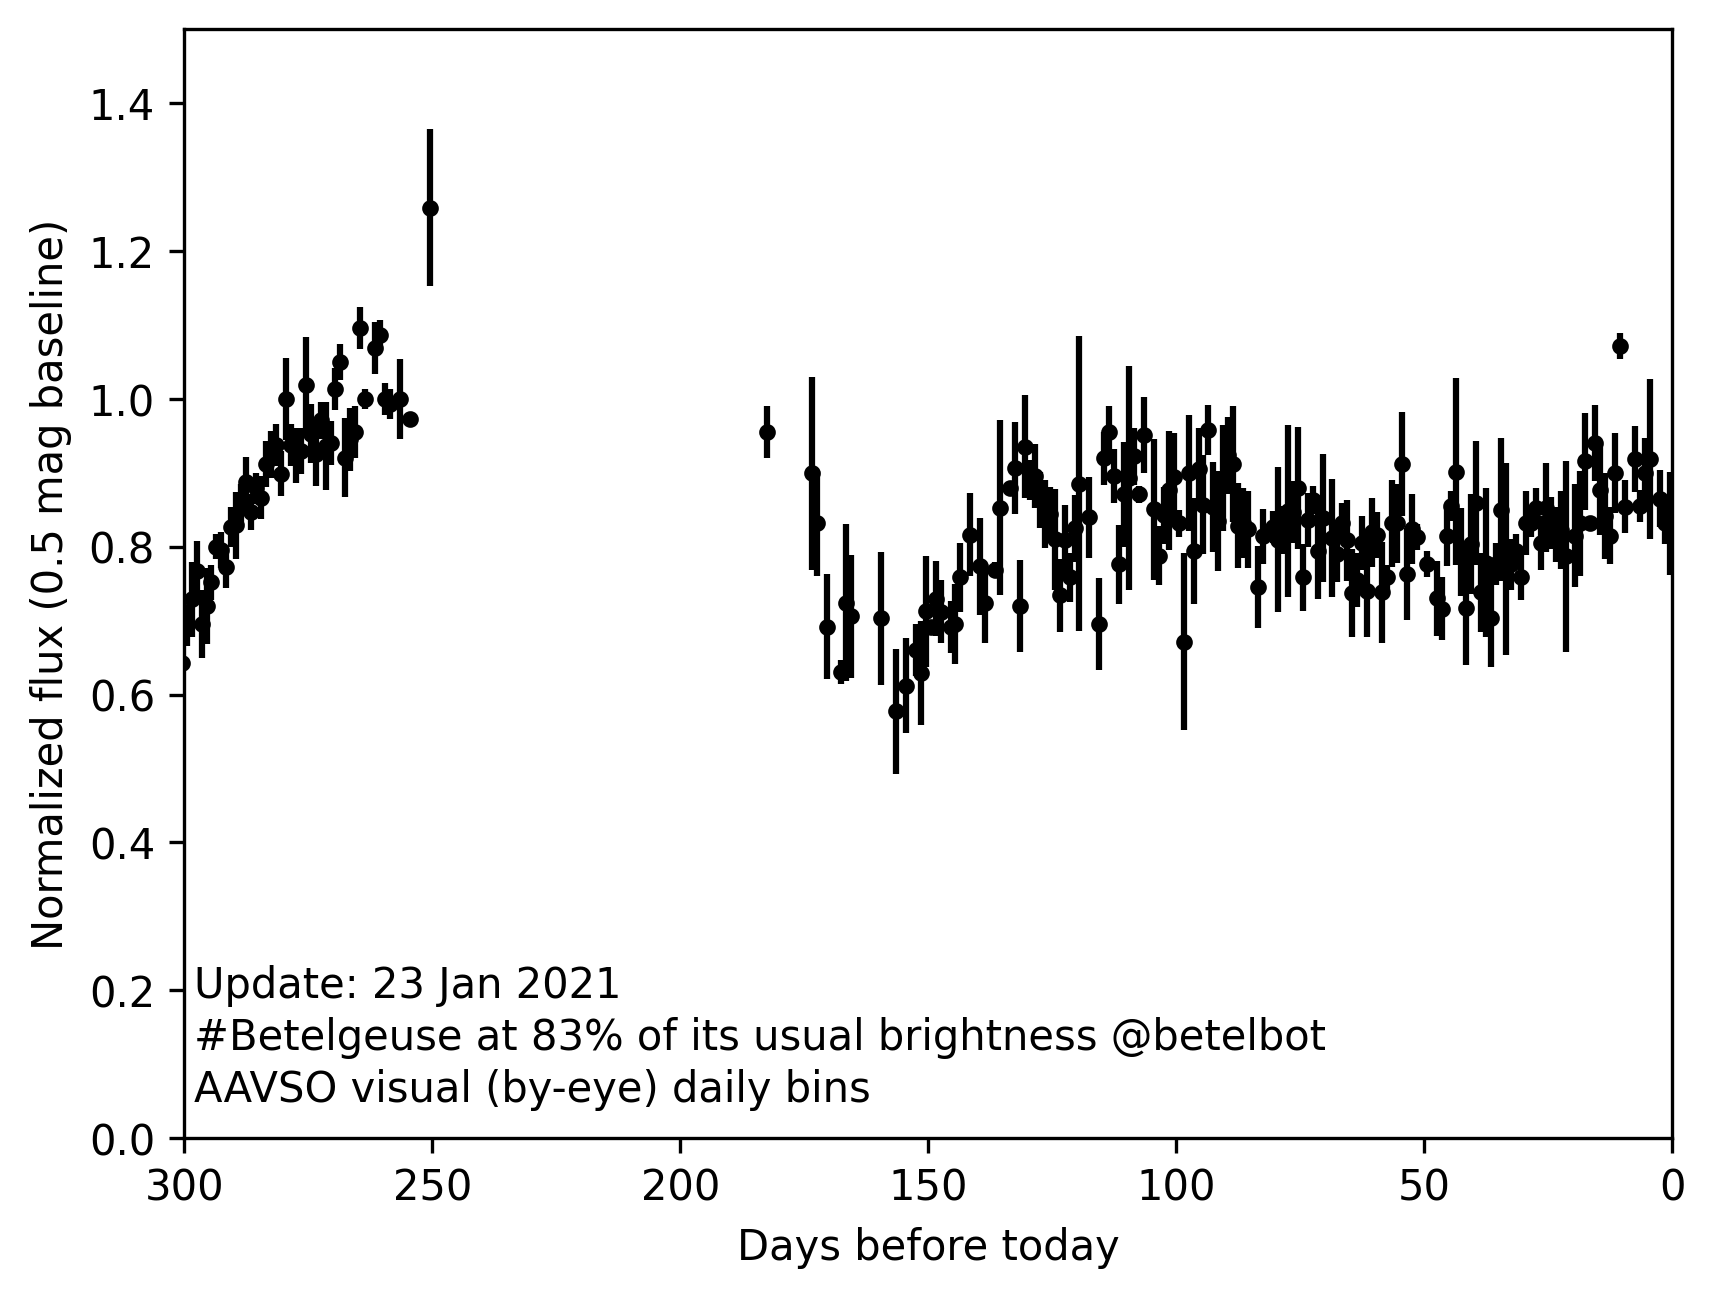 1.4
1.2
1.0
0.8
0.6
0.4
0.2
0.0
Normalized flux (0.5 mag baseline)
Update: 23 Jan 2021
#Betelgeuse at 83% of its usual brightness @betelbot
AAVSO visual (by-eye) daily bins
300 250 200 150 100 50 0
Days before today